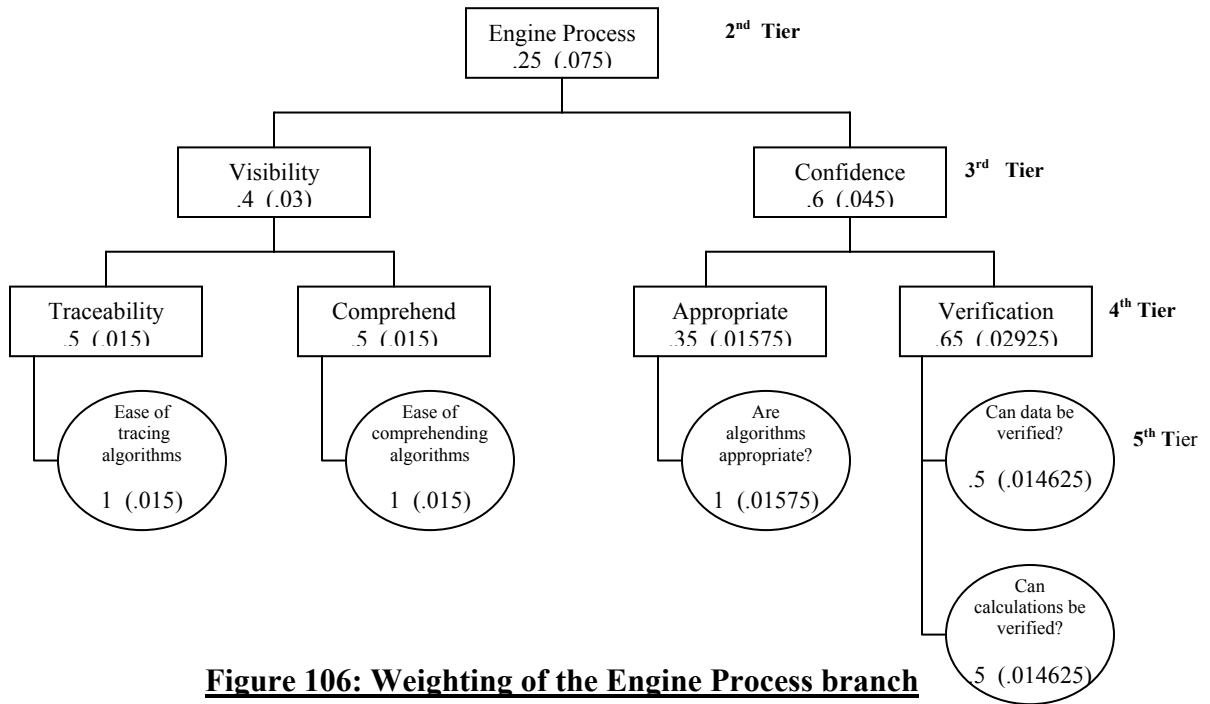 Engine Process
.25 (.075)
2nd Tier
Visibility
.4 (.03)
Confidence
.6 (.045)
3rd Tier
Traceability
.5 (.015)
Comprehend
.5 (.015)
Appropriate
.35 (.01575)
Verification
.65 (.02925)
4th Tier
Ease of
tracing
algorithms
1 (.015)
Ease of
comprehending
algorithms
1 (.015)
Are
algorithms
appropriate?
1 (.01575)
Can data be
verified?
.5 (.014625)
5th Tier
Can
calculations be
verified?
.5 (.014625)
Figure 106: Weighting of the Engine Process branch